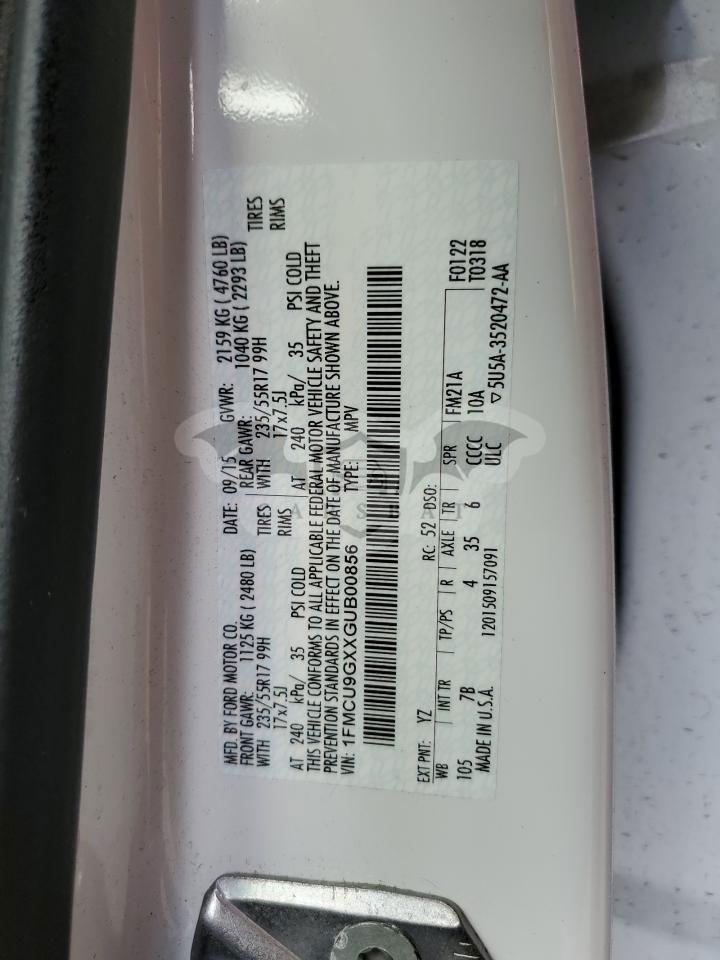 MFD. BY FORD MOTOR CO.
DATE: 09/15 GVWR: 2159 KG ( 4760 LB)
FRONT GAWR: 1125 KG ( 2480 LB)
REAR GAWR: 1040 KG ( 2293 LB)
WITH 235/55R17 99H TIRES
WITH 235/55R17 99H TIRES
17x7.5J RIMS
17x7.5J RIMS
AT 240 kPa/ 35 PSI COLD
AT 240 kPa/ 35 PSI COLD
THIS VEHICLE CONFORMS TO ALL APPLICABLE FEDERAL MOTOR VEHICLE SAFETY AND THEFT
PREVENTION STANDARDS IN EFFECT ON THE DATE OF MANUFACTURE SHOWN ABOVE.
VIN: 1FMCU9GXXGUB00856 TYPE: MPV
EXT PNT: YZ RC: 52 DSO:
WB INT TR TP/PS R AXLE TR SPR FM21A F0122
105 7B 4 35 6 CCCC 10A T0318
MADE IN U.S.A. 1201509157091 ULC
▽5U5A-3520472-AA